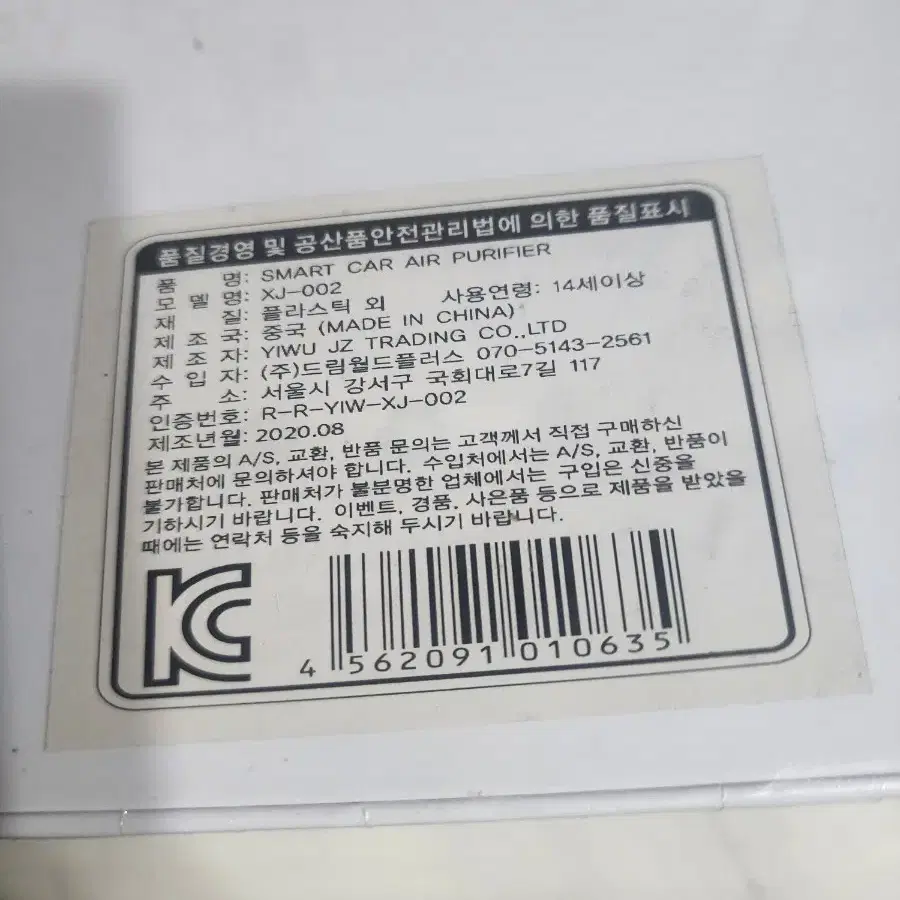 품질경영 및 공산품안전관리법에 의한 품질표시
품 명: SMART CAR AIR PURIFIER
모 델 명: XJ-002
재 질: 플라스틱 외 사용연령: 14세이상
제 조 국: 중국 (MADE IN CHINA)
제 조 자: YIWU JZ TRADING CO.,LTD
수 입 자: (주)드림월드플러스 070-5143-2561
주 소: 서울시 강서구 국회대로7길 117
인증번호: R-R-YIW-XJ-002
제조년월: 2020.08
본 제품의 A/S, 교환, 반품 문의는 고객께서 직접 구매하신
판매처에 문의하셔야 합니다. 수입처에서는 A/S, 교환, 반품이
불가합니다. 판매처가 불분명한 업체에서는 구입은 신중을
기하시기 바랍니다. 이벤트, 경품, 사은품 등으로 제품을 받았을
때에는 연락처 등을 숙지해 두시기 바랍니다.
KC
4 562091 010635